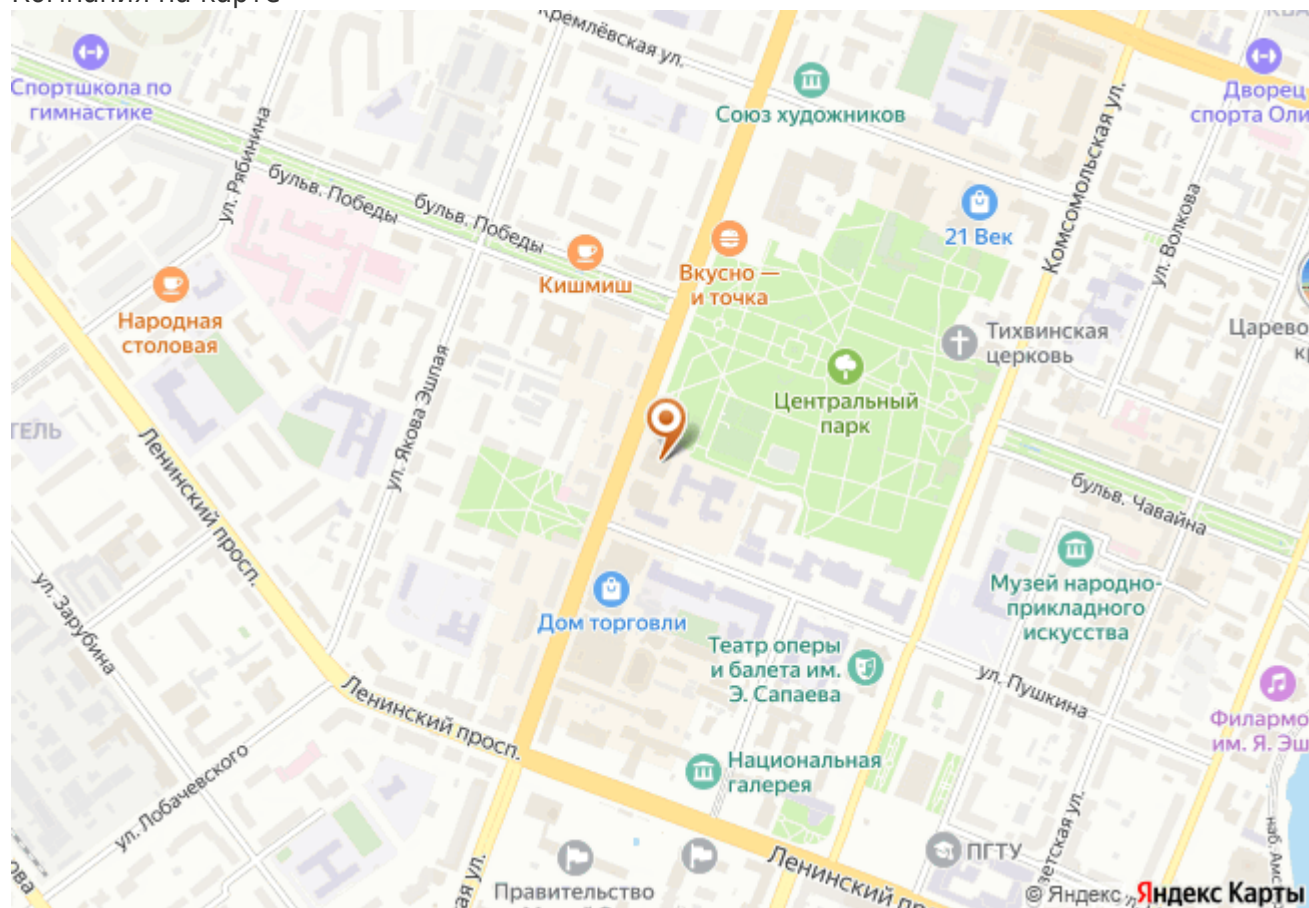 Кремлёвская ул.
Спортшкола по
гимнастике
Союз художников
Дворец
спорта Оли
Комсомольская ул.
ул. Рябинина
бульв. Победы
бульв. Победы
21 Век
ул. Волкова
Кишмиш
Вкусно —
и точка
Народная
столовая
Тихвинская
церковь
Царево
Центральный
парк
ул. Якова Эшпая
ТЕЛЬ
Ленинский просп.
бульв. Чавайна
Музей народно-
прикладного
искусства
ул. Зарубина
Дом торговли
Театр оперы
и балета им.
Э. Сапаева
ул. Пушкина
Ленинский просп.
Филармо
им. Я. Эш
Национальная
галерея
ул. Лобачевского
ПГТУ
Правительство
Ленинский пр
наб. Амс
© Яндекс
Яндекс Карты